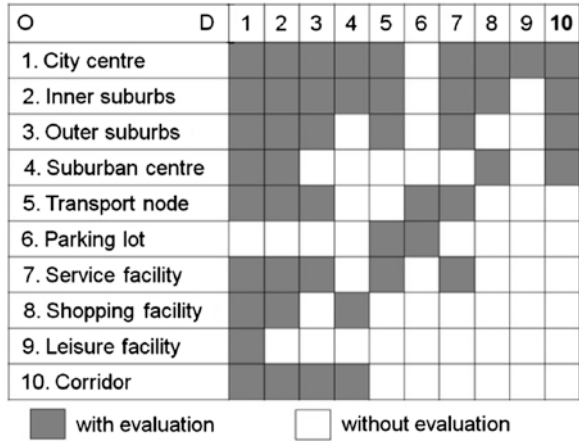 O D 1 2 3 4 5 6 7 8 9 10
1. City centre
2. Inner suburbs
3. Outer suburbs
4. Suburban centre
5. Transport node
6. Parking lot
7. Service facility
8. Shopping facility
9. Leisure facility
10. Corridor
with evaluation without evaluation